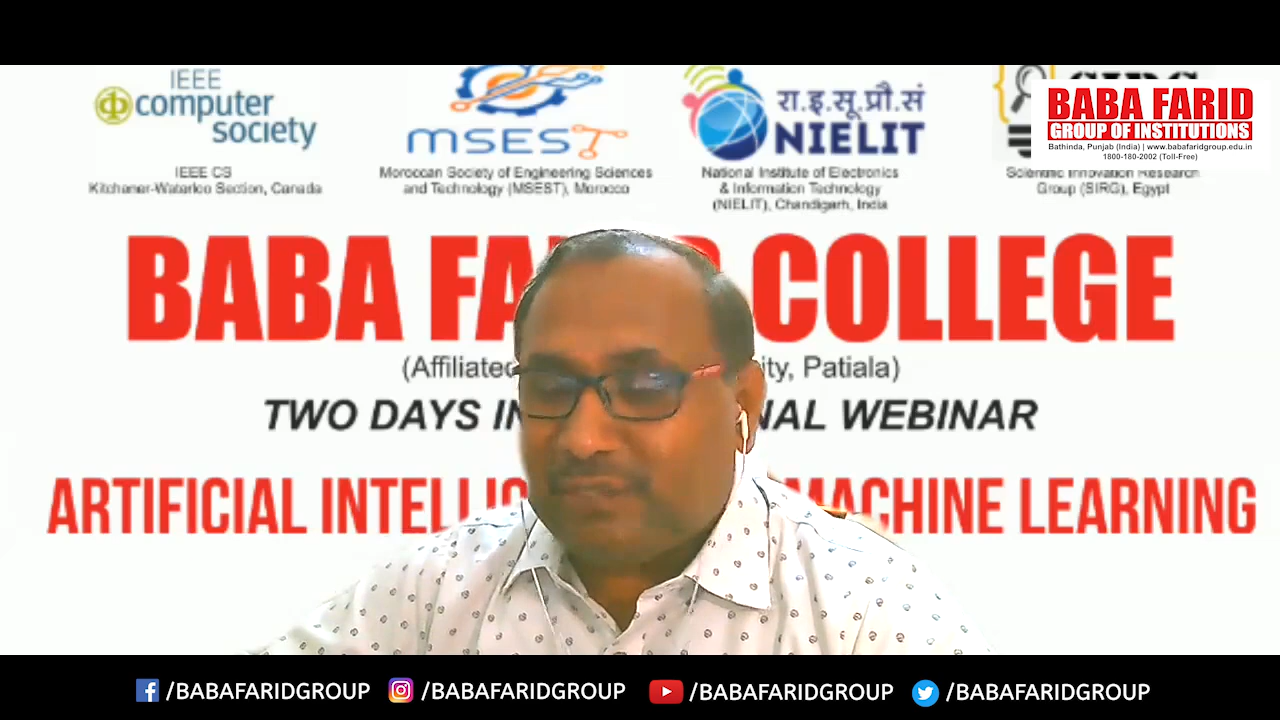 IEEE
computer
society
IEEE CS
Kitchener-Waterloo Section, Canada
MSEST
Moroccan Society of Engineering Sciences
and Technology (MSEST), Morocco
रा.इ.सू.प्रौ.सं
NIELIT
National Institute of Electronics
& Information Technology
(NIELIT), Chandigarh, India
Scientific Innovation Research
Group (SIRG), Egypt
BABA FARID
GROUP OF INSTITUTIONS
Bathinda, Punjab (India) | www.babafaridgroup.edu.in
1800-180-2002 (Toll-Free)
BABA FA COLLEGE
(Affiliated ity, Patiala)
TWO DAYS IN NAL WEBINAR
ARTIFICIAL INTELLIG MACHINE LEARNING
/BABAFARIDGROUP /BABAFARIDGROUP /BABAFARIDGROUP /BABAFARIDGROUP